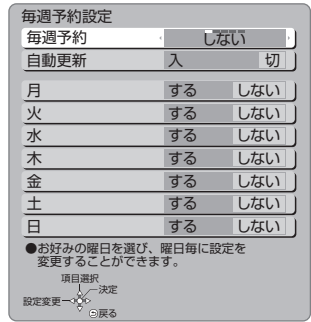 毎週予約設定
毎週予約 しない
自動更新 入 切
月 する しない
火 する しない
水 する しない
木 する しない
金 する しない
土 する しない
日 する しない
●お好みの曜日を選び、曜日毎に設定を
変更することができます。
項目選択
決定
設定変更
戻る